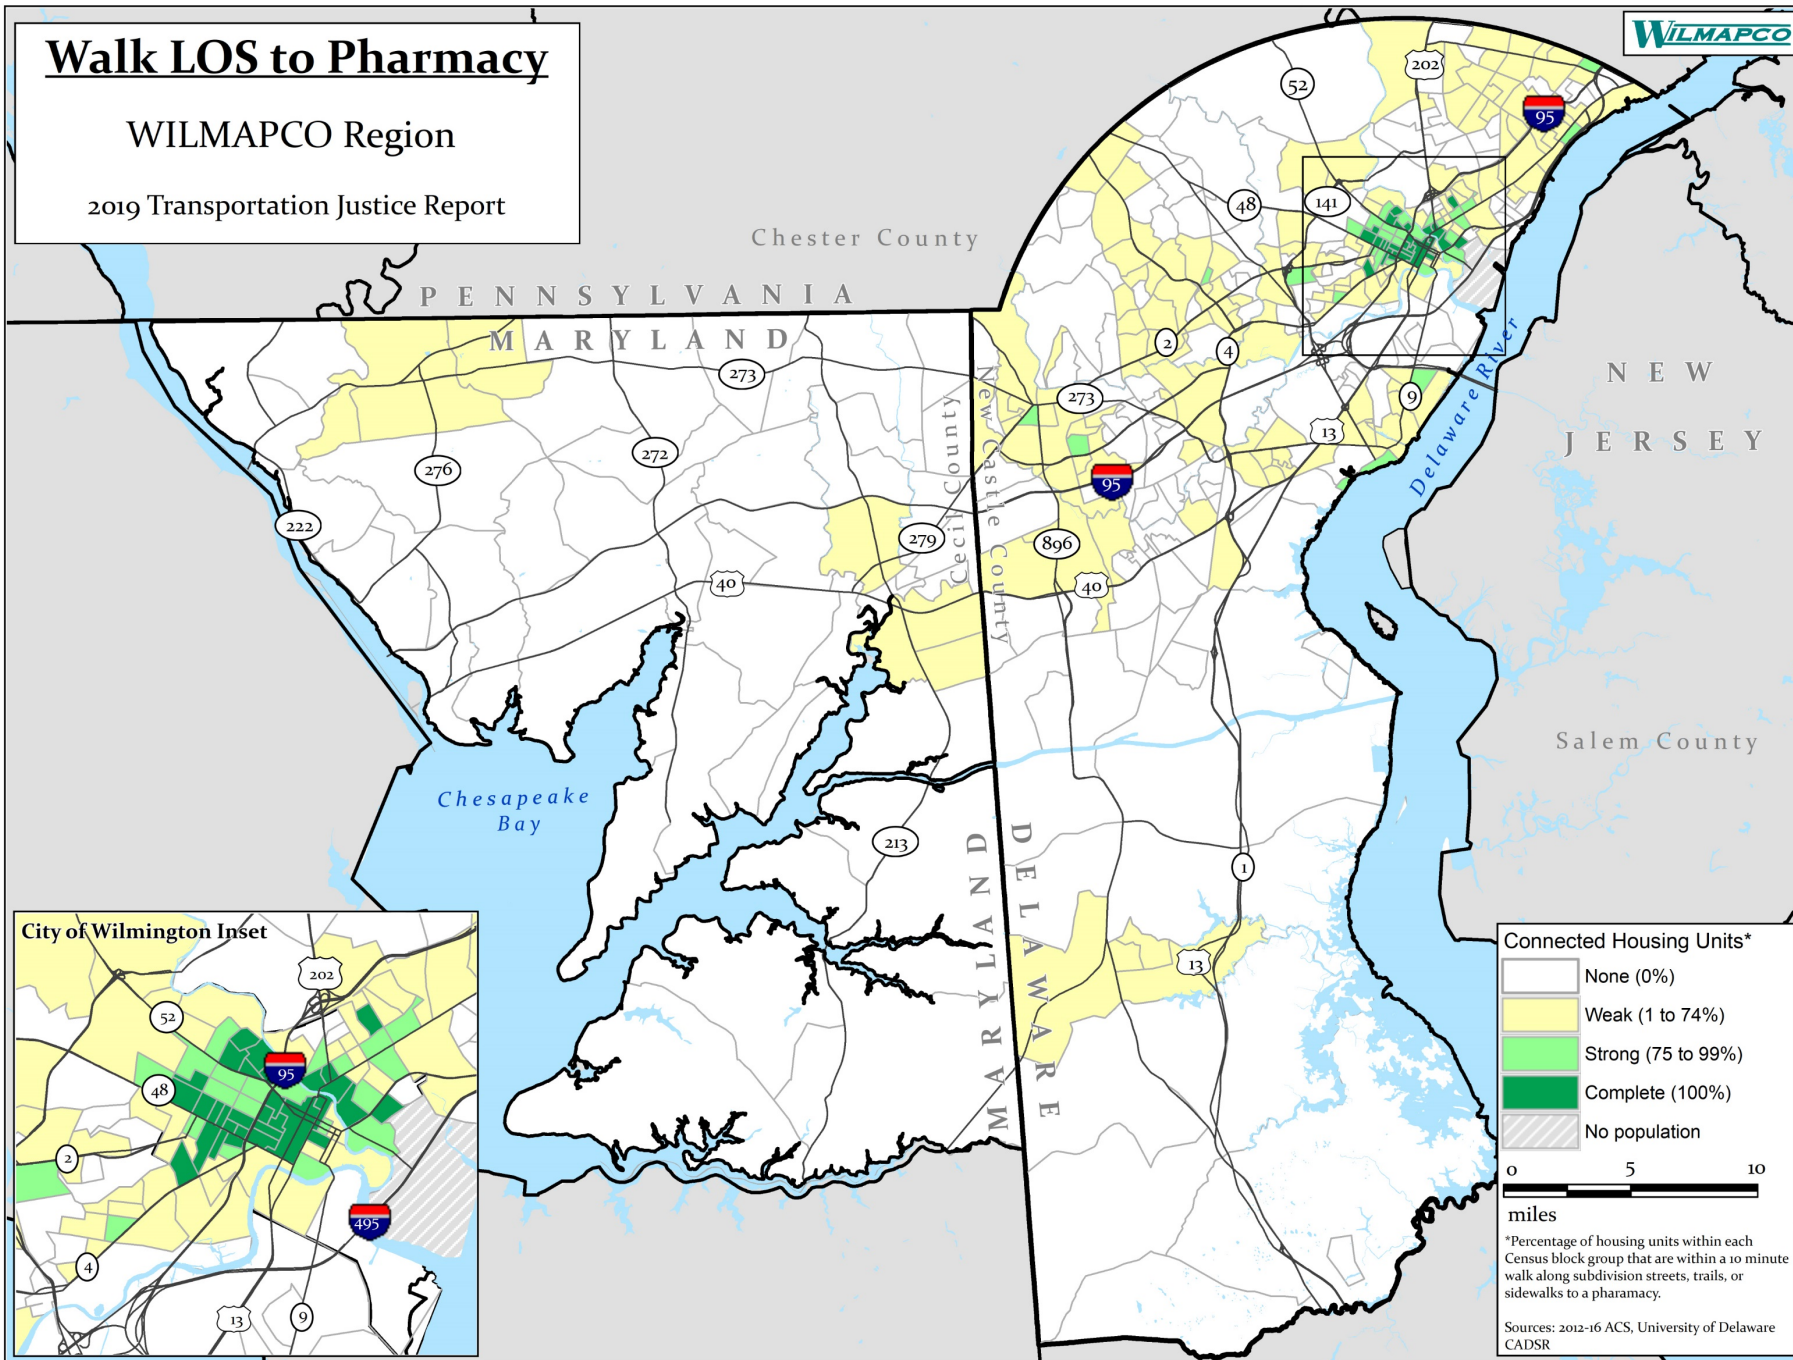 Walk LOS to Pharmacy
WILMAPCO Region
2019 Transportation Justice Report
WILMAPCO
202
52
95
48
141
Chester County
PENNSYLVANIA
MARYLAND
273
2
4
273
9
13
Delaware River
NEW
JERSEY
276
272
222
279
Cecil County
New Castle County
95
896
40
40
Salem County
Chesapeake
Bay
213
1
MARYLAND
DELAWARE
13
City of Wilmington Inset
202
52
95
48
2
495
4
13
9
Connected Housing Units*
None (0%)
Weak (1 to 74%)
Strong (75 to 99%)
Complete (100%)
No population
0 5 10
miles
*Percentage of housing units within each
Census block group that are within a 10 minute
walk along subdivision streets, trails, or
sidewalks to a pharamacy.
Sources: 2012-16 ACS, University of Delaware
CADSR